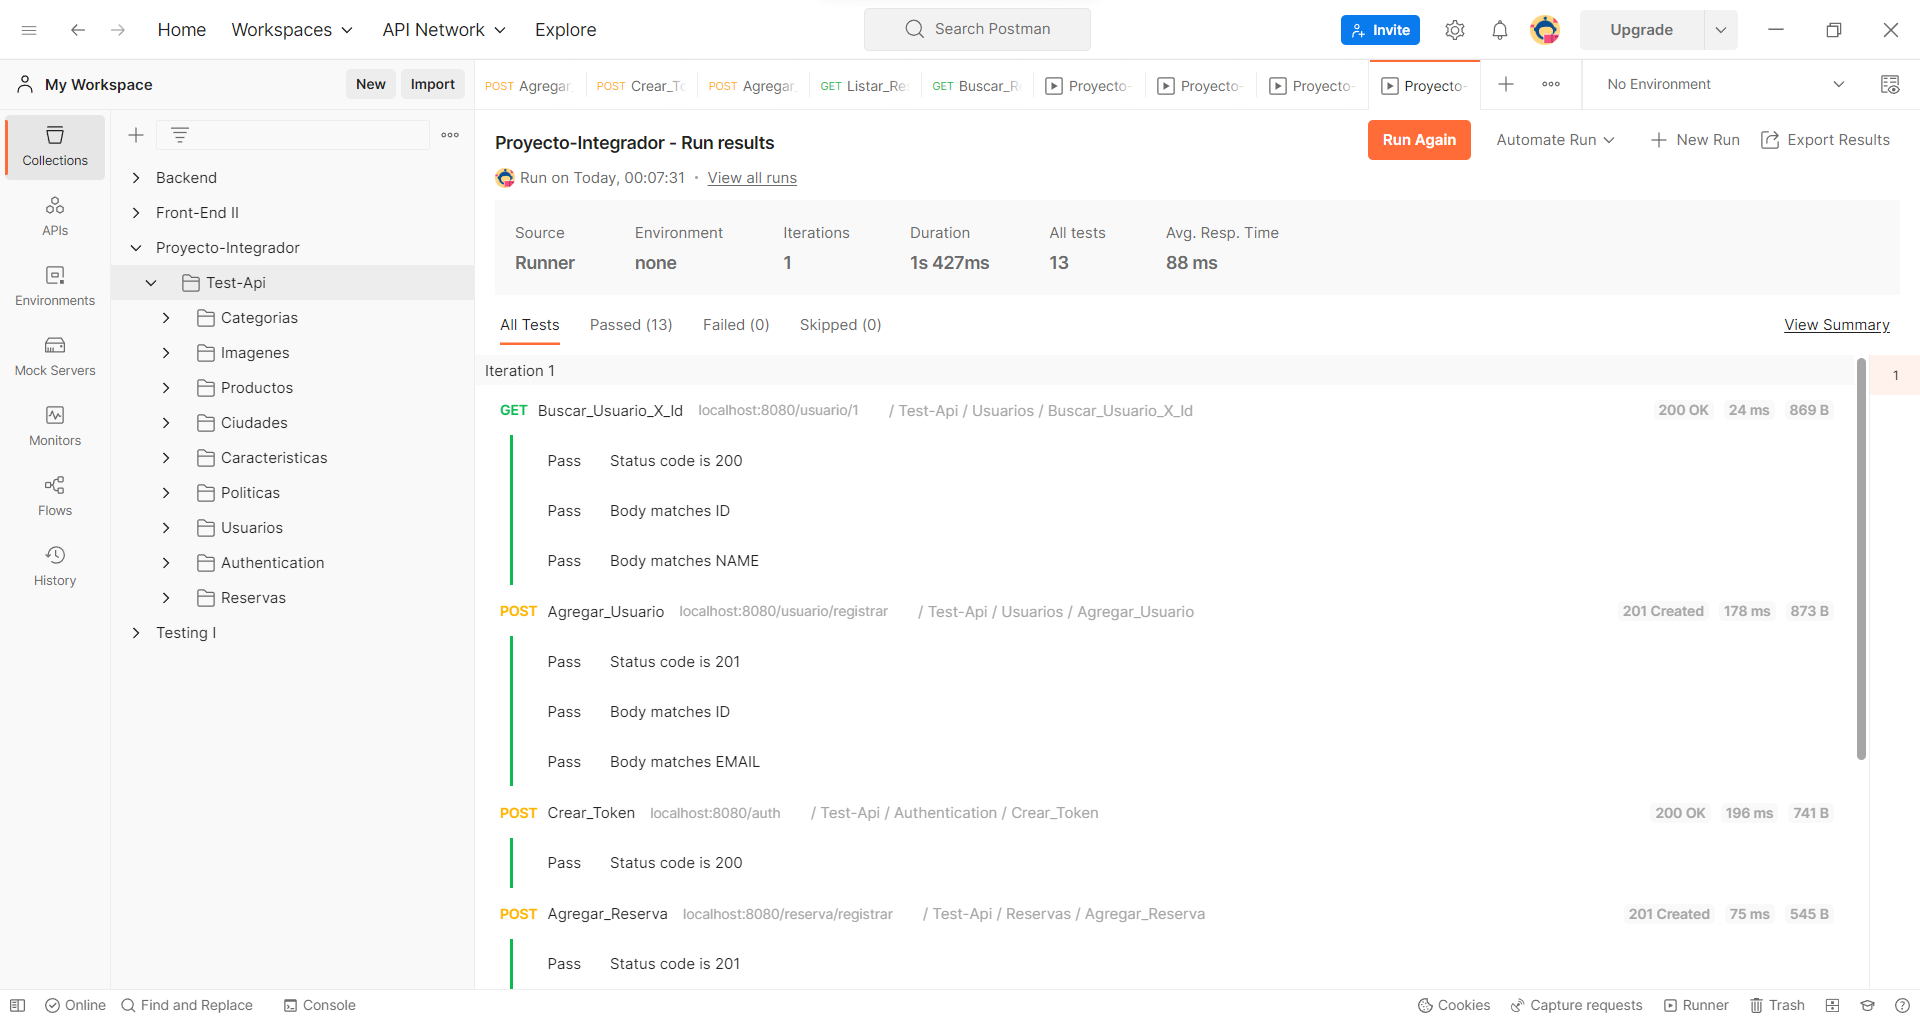 Home Workspaces API Network Explore Search Postman Invite Upgrade
My Workspace New Import
POST Agregar POST Crear_To POST Agregar GET Listar_Re GET Buscar_R Proyecto- Proyecto- Proyecto- Proyecto- No Environment
Collections
APIs
Environments
Mock Servers
Monitors
Flows
History
Backend
Front-End II
Proyecto-Integrador
Test-Api
Categorias
Imagenes
Productos
Ciudades
Caracteristicas
Politicas
Usuarios
Authentication
Reservas
Testing I
Proyecto-Integrador - Run results
Run Again Automate Run New Run Export Results
Run on Today, 00:07:31 · View all runs
Source Environment Iterations Duration All tests Avg. Resp. Time
Runner none 1 1s 427ms 13 88 ms
All Tests Passed (13) Failed (0) Skipped (0) View Summary
Iteration 1
1
GET Buscar_Usuario_X_Id localhost:8080/usuario/1 / Test-Api / Usuarios / Buscar_Usuario_X_Id 200 OK 24 ms 869 B
Pass Status code is 200
Pass Body matches ID
Pass Body matches NAME
POST Agregar_Usuario localhost:8080/usuario/registrar / Test-Api / Usuarios / Agregar_Usuario 201 Created 178 ms 873 B
Pass Status code is 201
Pass Body matches ID
Pass Body matches EMAIL
POST Crear_Token localhost:8080/auth / Test-Api / Authentication / Crear_Token 200 OK 196 ms 741 B
Pass Status code is 200
POST Agregar_Reserva localhost:8080/reserva/registrar / Test-Api / Reservas / Agregar_Reserva 201 Created 75 ms 545 B
Pass Status code is 201
Online Find and Replace Console Cookies Capture requests Runner Trash